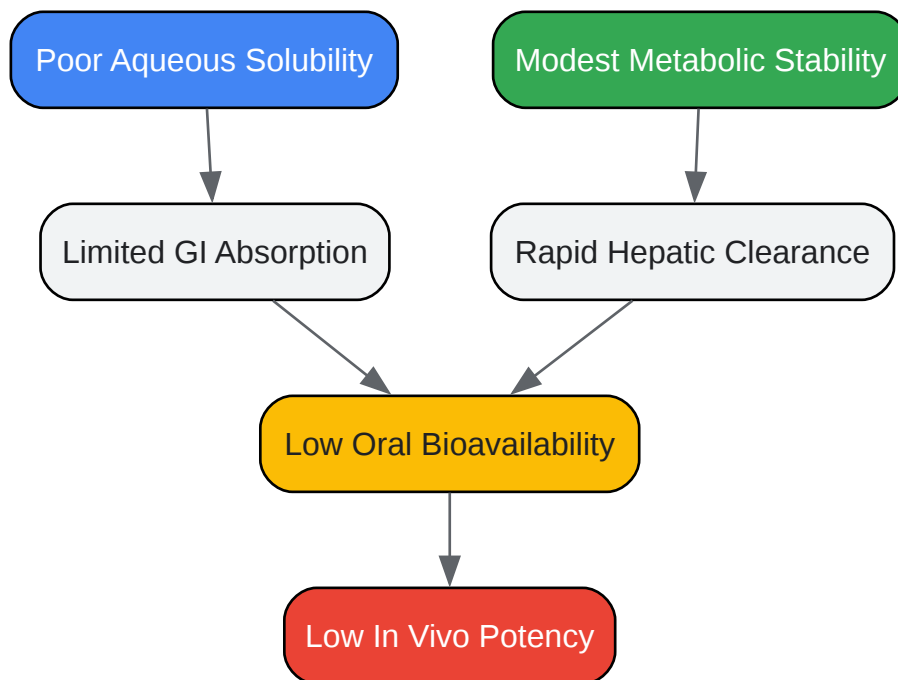 Poor Aqueous Solubility
Modest Metabolic Stability
Limited GI Absorption
Rapid Hepatic Clearance
Low Oral Bioavailability
Low In Vivo Potency